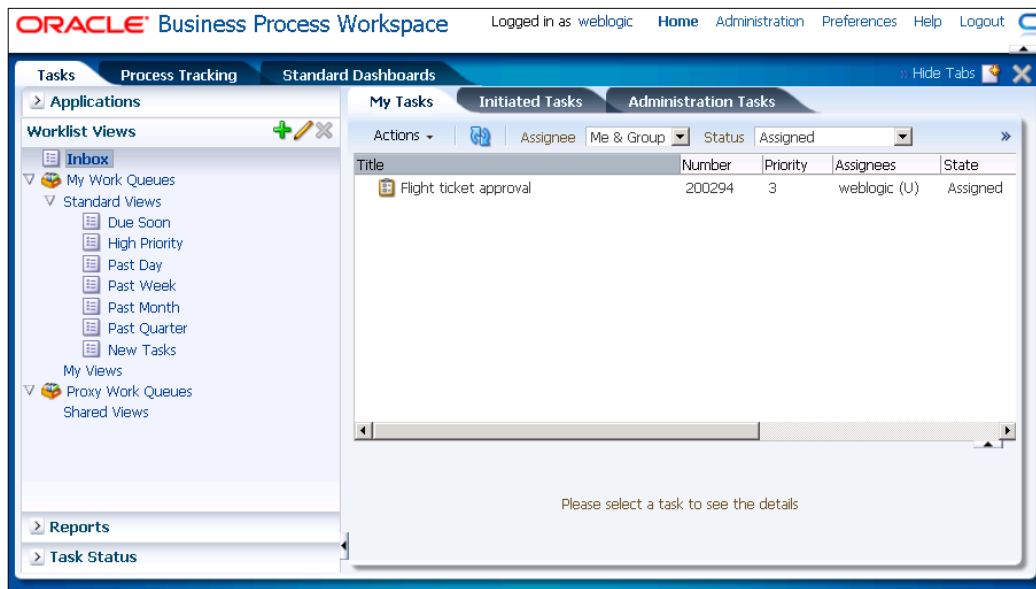 ORACLE Business Process Workspace Logged in as weblogic Home Administration Preferences Help Logout
Tasks Process Tracking Standard Dashboards Hide Tabs
Applications
Worklist Views
Inbox
My Work Queues
Standard Views
Due Soon
High Priority
Past Day
Past Week
Past Month
Past Quarter
New Tasks
My Views
Proxy Work Queues
Shared Views
Reports
Task Status
My Tasks Initiated Tasks Administration Tasks
Actions Assignee Me & Group Status Assigned
Title Number Priority Assignees State
Flight ticket approval 200294 3 weblogic (U) Assigned
Please select a task to see the details